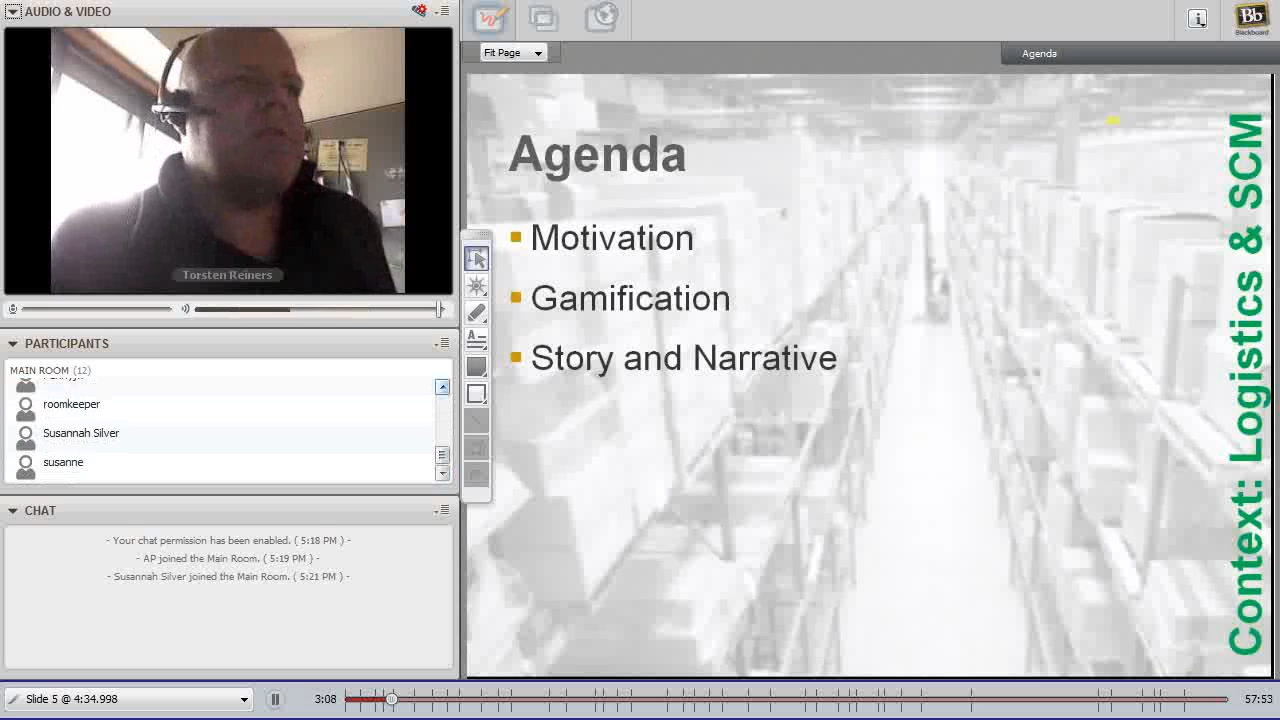 AUDIO & VIDEO
Torsten Reiners
PARTICIPANTS
MAIN ROOM (12)
roomkeeper
Susannah Silver
susanne
CHAT
- Your chat permission has been enabled. ( 5:18 PM ) -
- AP joined the Main Room. ( 5:19 PM ) -
- Susannah Silver joined the Main Room. ( 5:21 PM ) -
Bb
Blackboard
Fit Page
Agenda
Agenda
Motivation
Gamification
Story and Narrative
Context: Logistics & SCM
Slide 5 @ 4:34.998
3:08
57:53